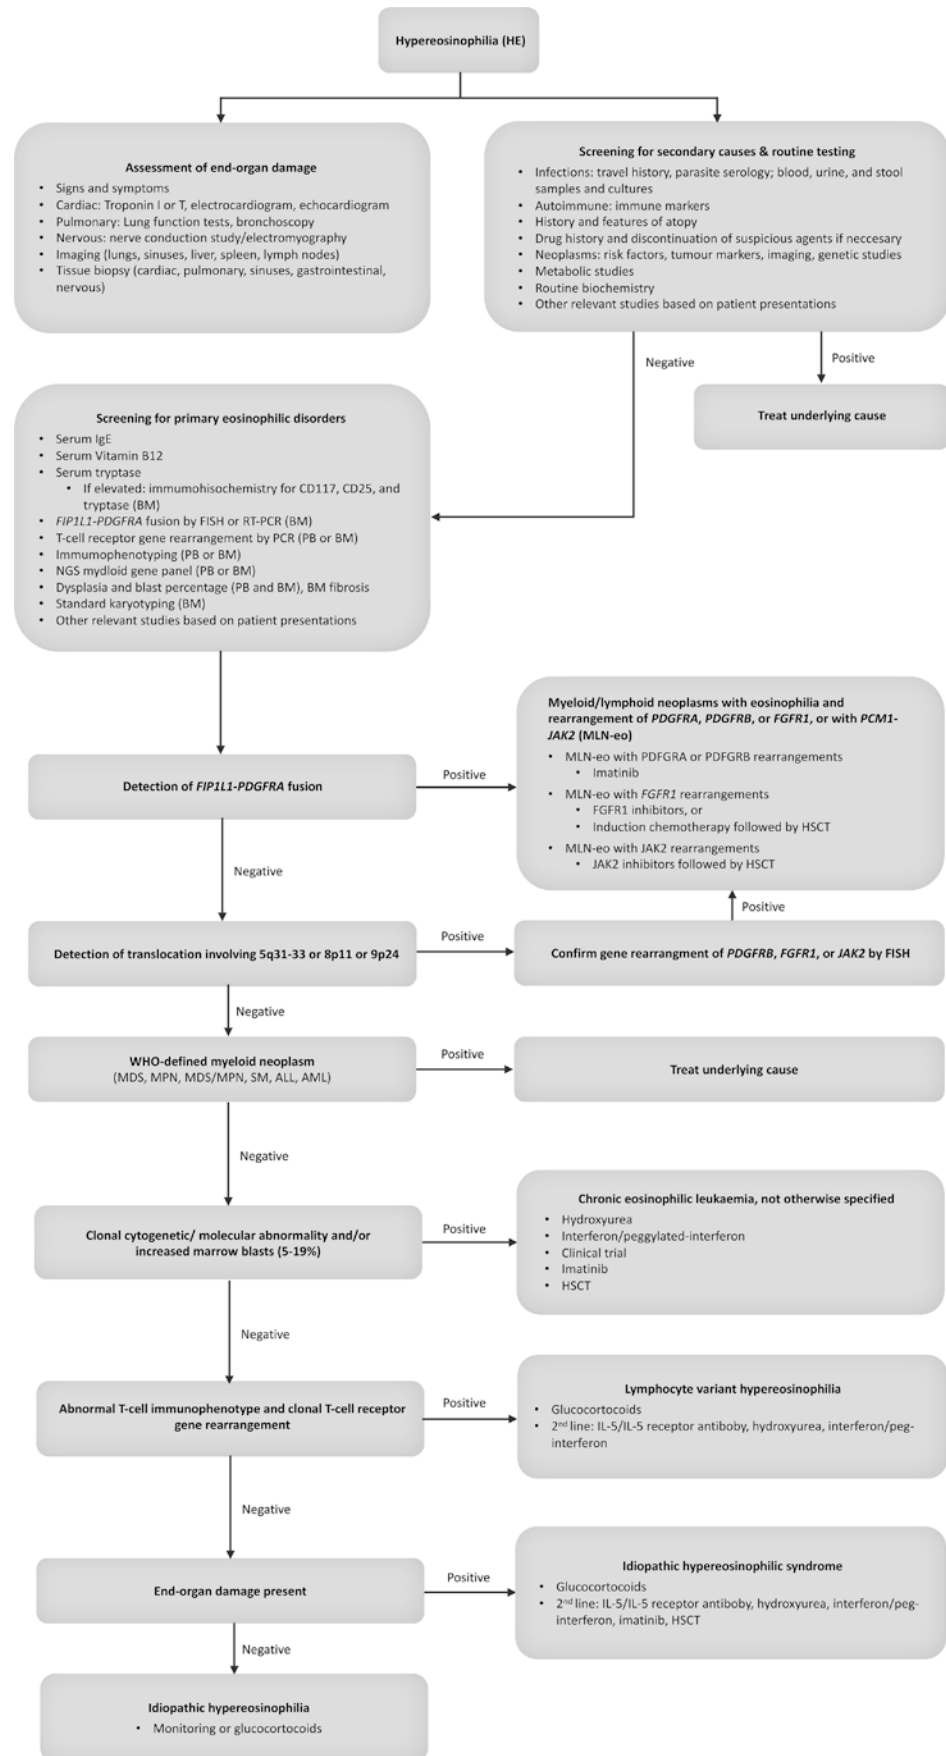 Hypereosinophilia (HE)
Assessment of end-organ damage
• Signs and symptoms
• Cardiac: Troponin I or T, electrocardiogram, echocardiogram
• Pulmonary: Lung function tests, bronchoscopy
• Nervous: nerve conduction study/electromyography
• Imaging (lungs, sinuses, liver, spleen, lymph nodes)
• Tissue biopsy (cardiac, pulmonary, sinuses, gastrointestinal,
nervous)
Screening for secondary causes & routine testing
• Infections: travel history, parasite serology; blood, urine, and stool
samples and cultures
• Autoimmune: immune markers
• History and features of atopy
• Drug history and discontinuation of suspicious agents if neccesary
• Neoplasms: risk factors, tumour markers, imaging, genetic studies
• Metabolic studies
• Routine biochemistry
• Other relevant studies based on patient presentations
Negative
Positive
Treat underlying cause
Screening for primary eosinophilic disorders
• Serum IgE
• Serum Vitamin B12
• Serum tryptase
• If elevated: immunohisochemistry for CD117, CD25, and
tryptase (BM)
• FIP1L1-PDGFRA fusion by FISH or RT-PCR (BM)
• T-cell receptor gene rearrangement by PCR (PB or BM)
• Immumophenotyping (PB or BM)
• NGS mydloid gene panel (PB or BM)
• Dysplasia and blast percentage (PB and BM), BM fibrosis
• Standard karyotyping (BM)
• Other relevant studies based on patient presentations
Detection of FIP1L1-PDGFRA fusion
Positive
Myeloid/lymphoid neoplasms with eosinophilia and
rearrangement of PDGFRA, PDGFRB, or FGFR1, or with PCM1-
JAK2 (MLN-eo)
• MLN-eo with PDFGRA or PDFGRB rearrangements
• Imatinib
• MLN-eo with FGFR1 rearrangements
• FGFR1 inhibitors, or
• Induction chemotherapy followed by HSCT
• MLN-eo with JAK2 rearrangements
• JAK2 inhibitors followed by HSCT
Negative
Positive
Detection of translocation involving 5q31-33 or 8p11 or 9p24
Positive
Confirm gene rearrangment of PDGFRB, FGFR1, or JAK2 by FISH
Negative
WHO-defined myeloid neoplasm
(MDS, MPN, MDS/MPN, SM, ALL, AML)
Positive
Treat underlying cause
Negative
Clonal cytogenetic/ molecular abnormality and/or
increased marrow blasts (5-19%)
Positive
Chronic eosinophilic leukaemia, not otherwise specified
• Hydroxyurea
• Interferon/peggylated-interferon
• Clinical trial
• Imatinib
• HSCT
Negative
Abnormal T-cell immunophenotype and clonal T-cell receptor
gene rearrangement
Positive
Lymphocyte variant hypereosinophilia
• Glucocortocoids
• 2nd line: IL-5/IL-5 receptor antiboby, hydroxyurea, interferon/peg-
interferon
Negative
End-organ damage present
Positive
Idiopathic hypereosinophilic syndrome
• Glucocortocoids
• 2nd line: IL-5/IL-5 receptor antiboby, hydroxyurea, interferon/peg-
interferon, imatinib, HSCT
Negative
Idiopathic hypereosinophilia
• Monitoring or glucocortocoids